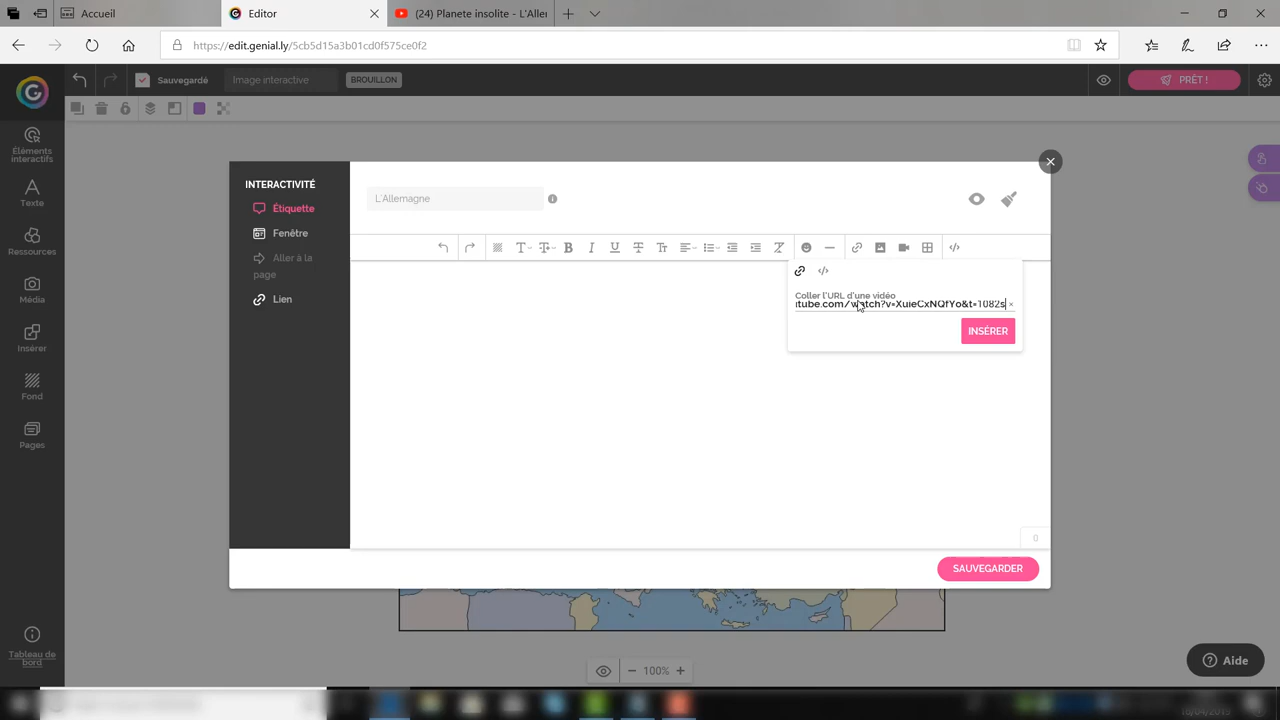 Accueil
Editor
(24) Planete insolite - L'Aller
https://edit.genial.ly/5cb5d15a3b01cd0f575ce0f2
Sauvegardé
Image interactive
BROUILLON
PRÊT !
Éléments
interactifs
Texte
Ressources
Média
Insérer
Fond
Pages
Tableau de
bord
INTERACTIVITÉ
Étiquette
Fenêtre
Aller à la
page
Lien
L'Allemagne
Coller l'URL d'une vidéo
itube.com/watch?v=XuieCxNQfYo&t=1082s
INSÉRER
0
SAUVEGARDER
100%
Aide